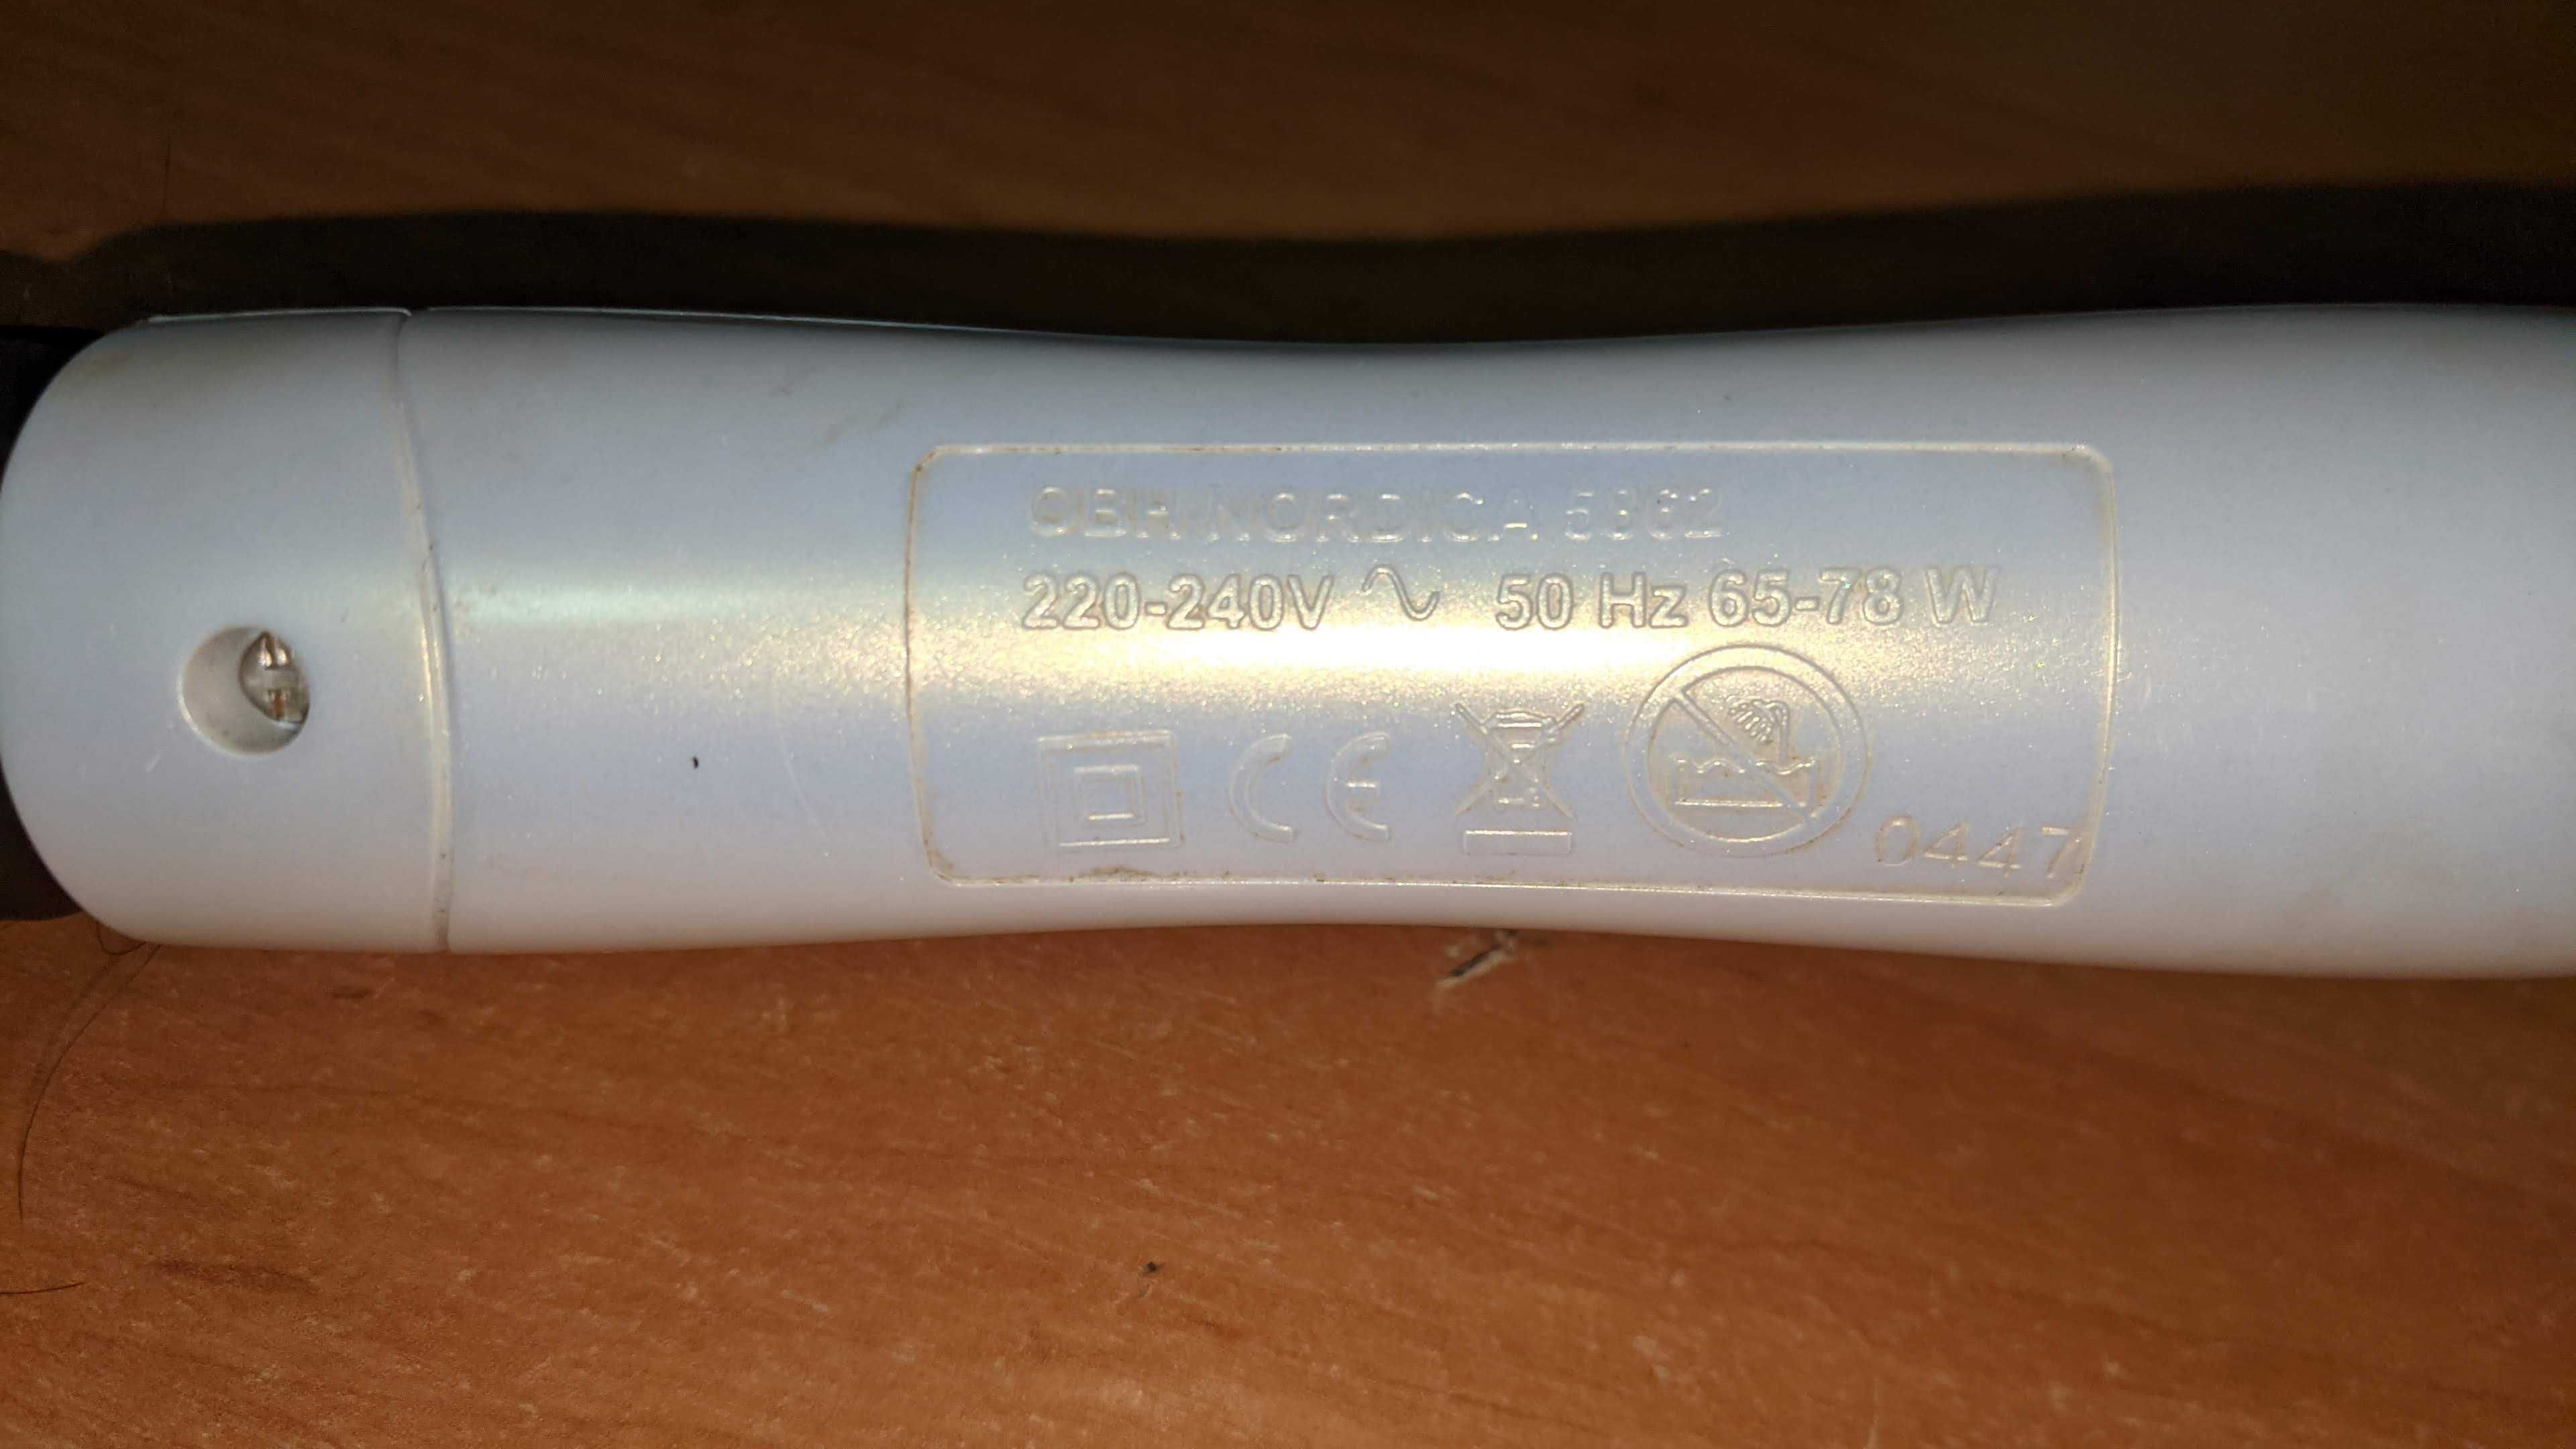 OBH NORDICA 5862
220-240V ~ 50 Hz 65-78 W
CE
0447